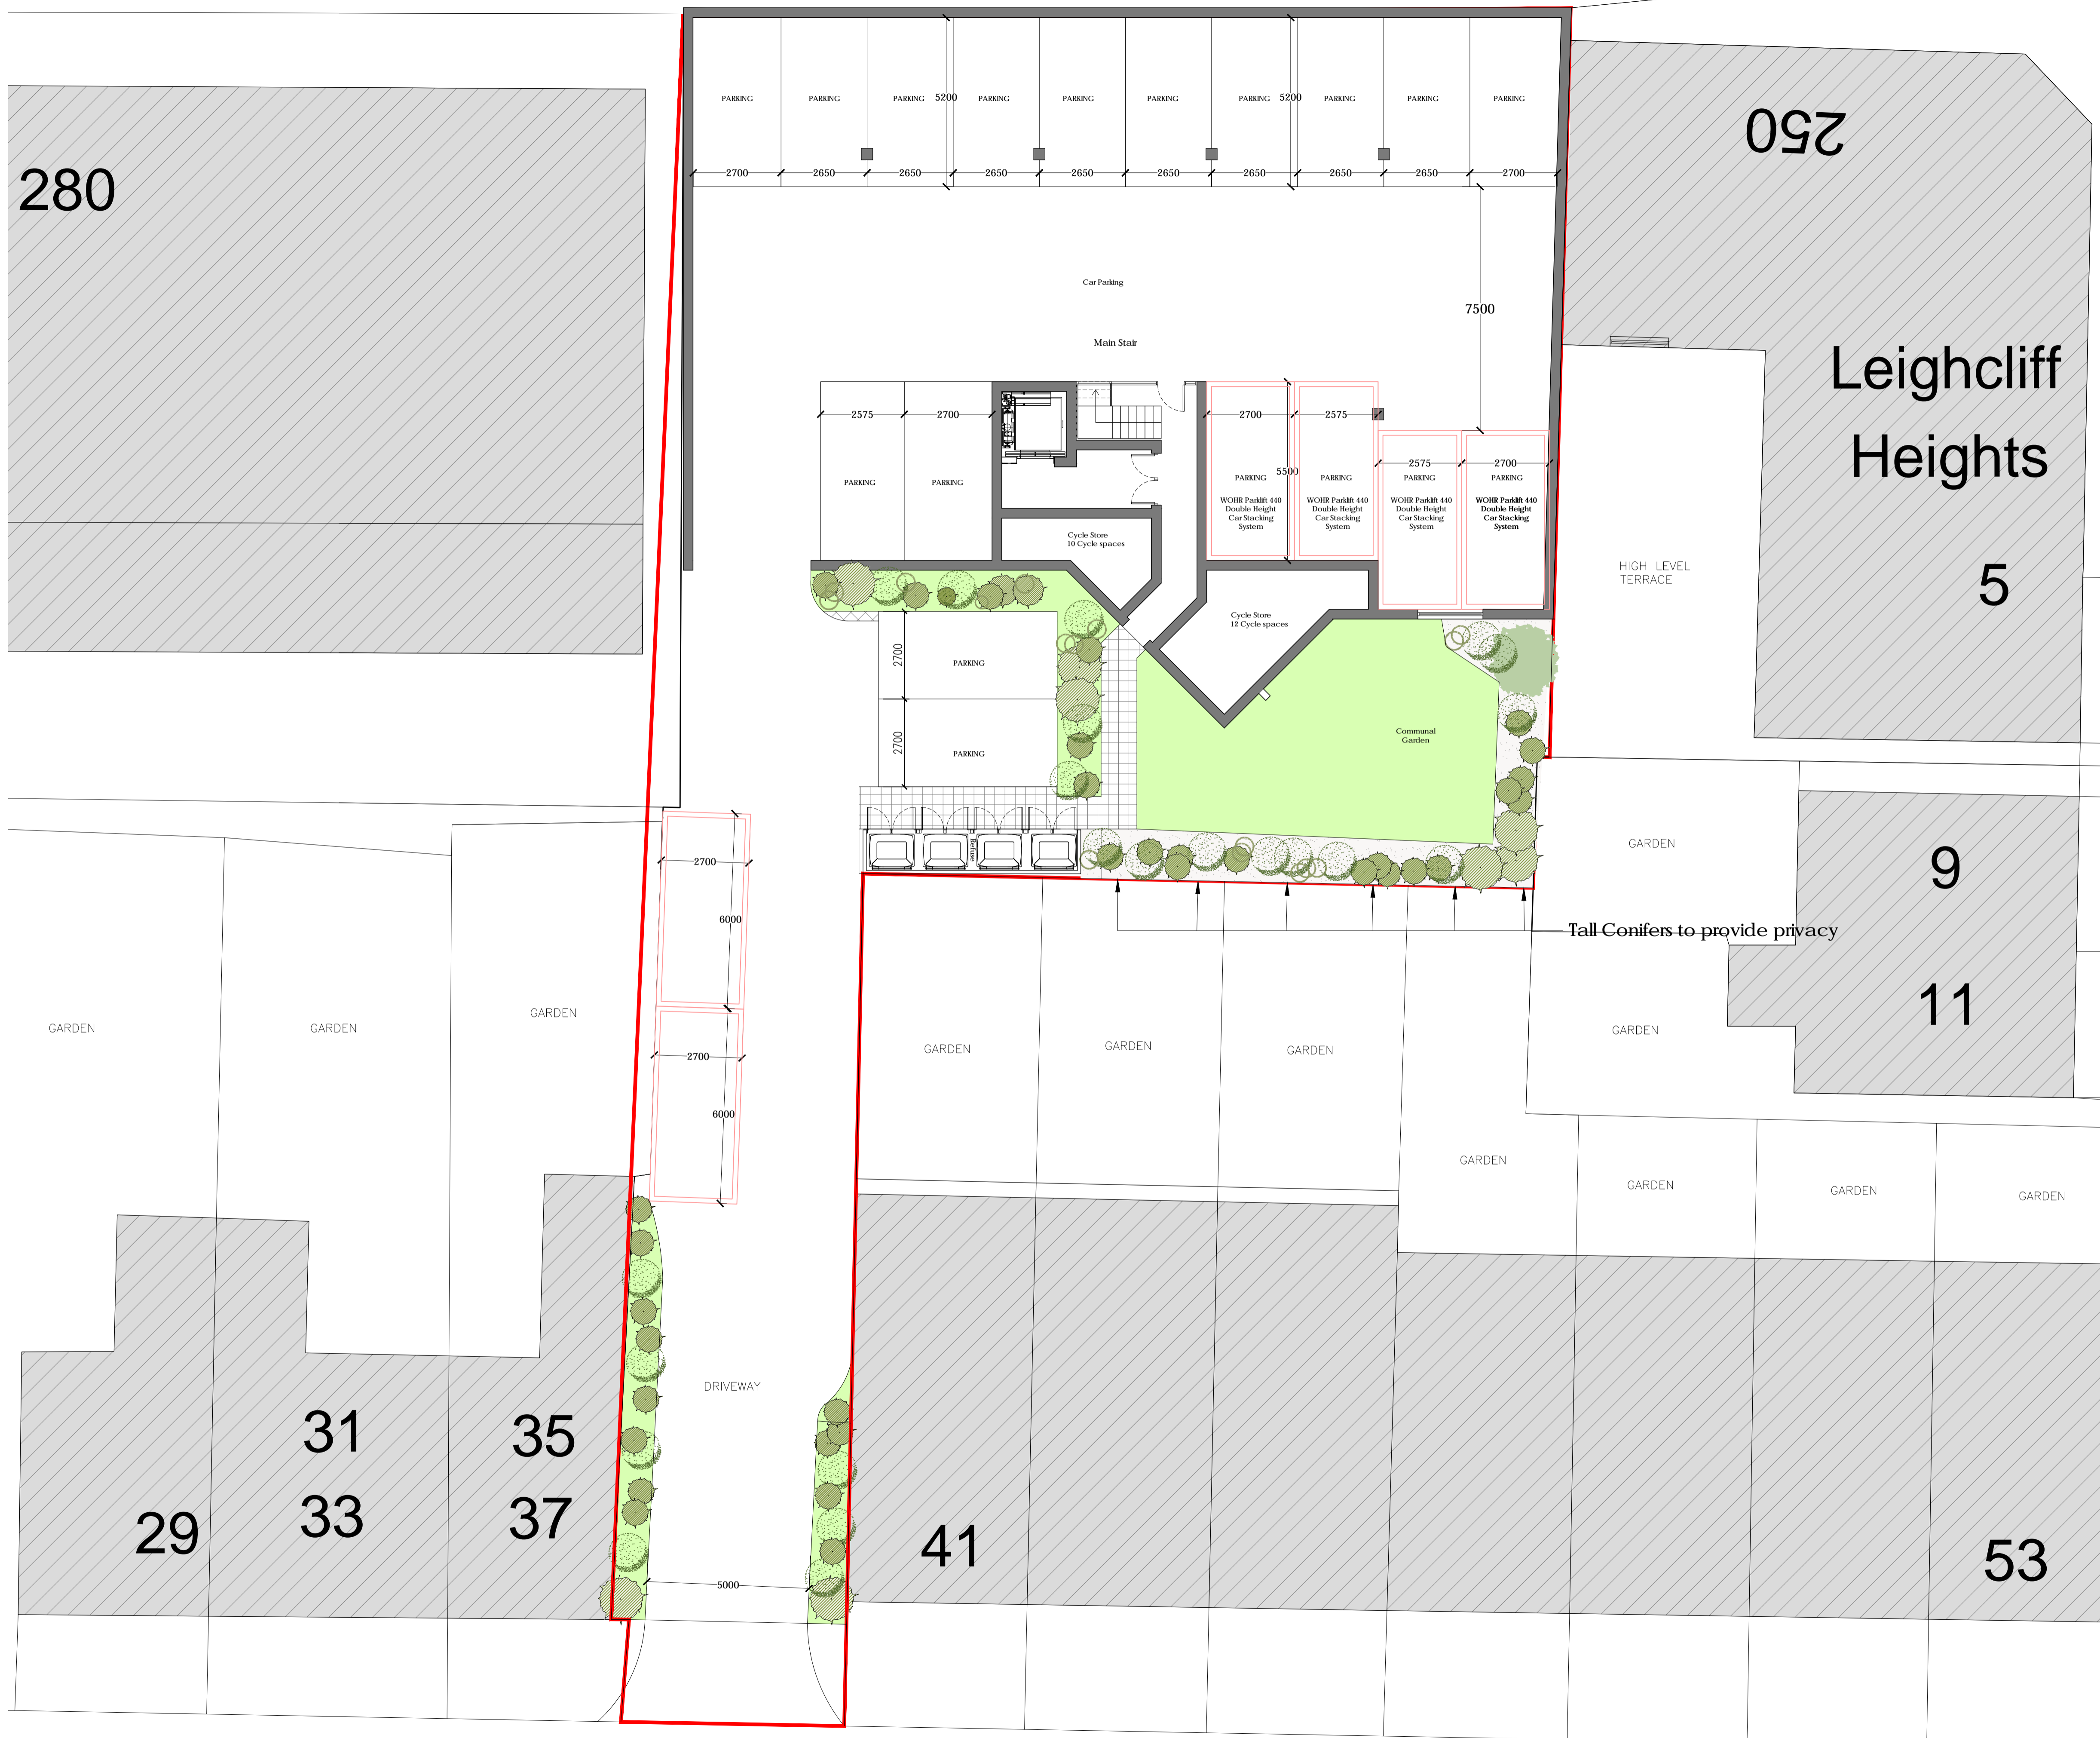 PARKING PARKING PARKING 5200 PARKING PARKING PARKING PARKING 5200 PARKING PARKING PARKING
2700 2650 2650 2650 2650 2650 2650 2650 2650 2700
280
250
Car Parking
7500
Main Stair
Leighcliff
Heights
5
2575 2700
2700 2575
2575 2700
5500
PARKING PARKING
PARKING
WOHR Parklift 440
Double Height
Car Stacking
System
PARKING
WOHR Parklift 440
Double Height
Car Stacking
System
PARKING
WOHR Parklift 440
Double Height
Car Stacking
System
PARKING
WOHR Parklift 440
Double Height
Car Stacking
System
Cycle Store
10 Cycle spaces
HIGH LEVEL
TERRACE
Cycle Store
12 Cycle spaces
2700
PARKING
2700
PARKING
Communal
Garden
Refuse
2700
6000
2700
6000
GARDEN
9
11
Tall Conifers to provide privacy
GARDEN
GARDEN
GARDEN
GARDEN
GARDEN
GARDEN
GARDEN
GARDEN
GARDEN
GARDEN
GARDEN
DRIVEWAY
31
33
35
37
29
41
53
5000